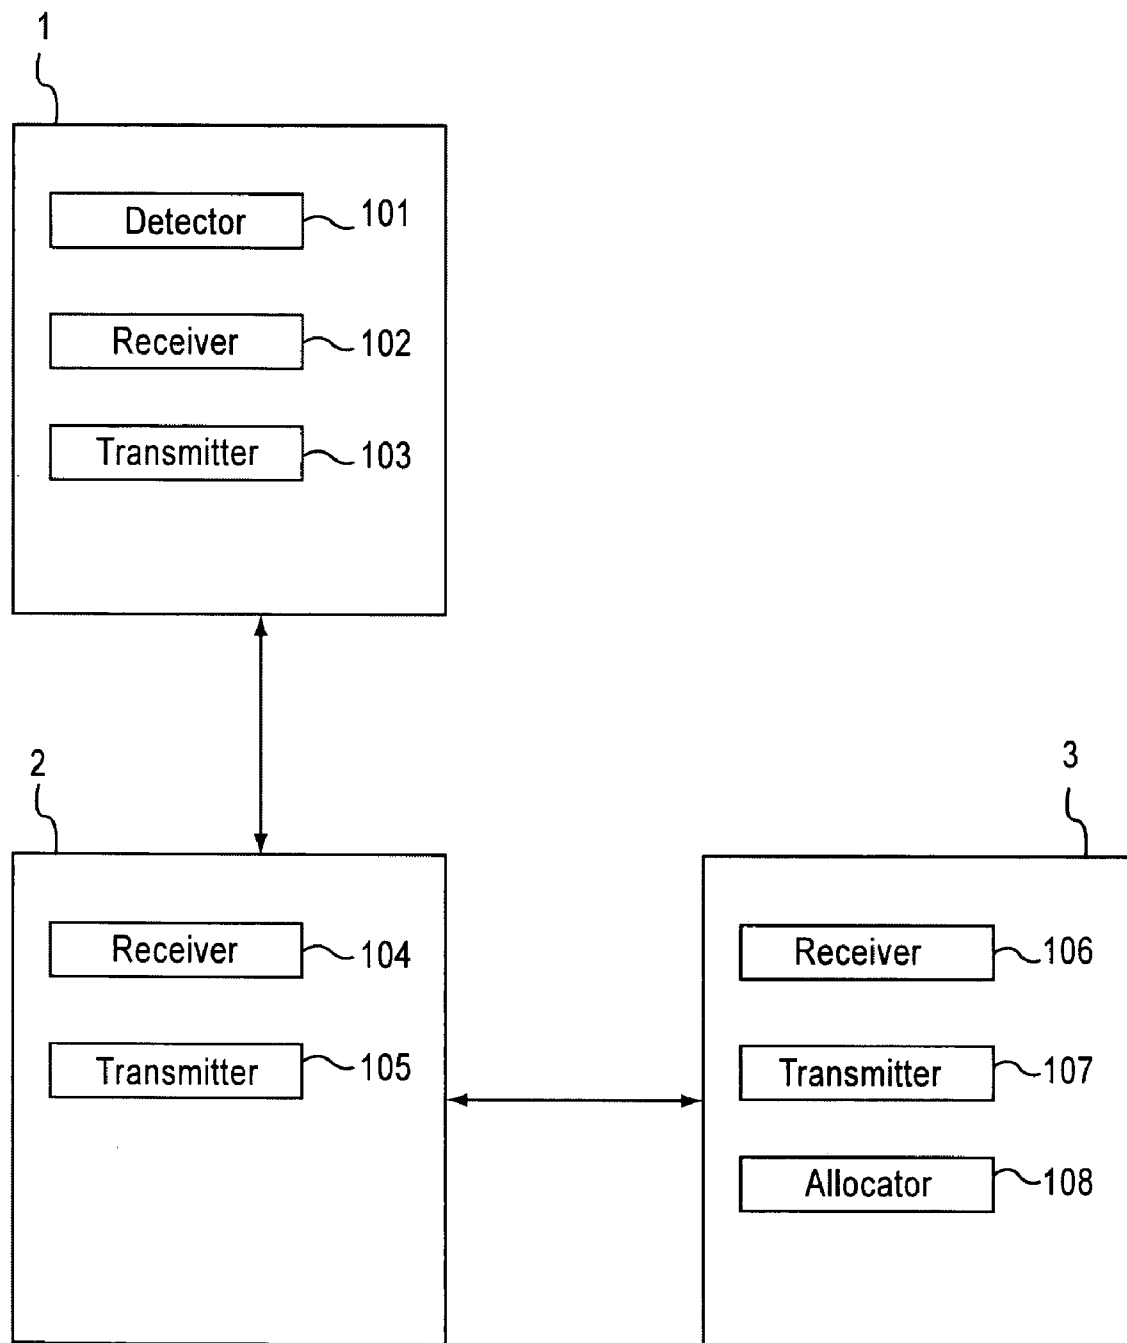 1
Detector 101
Receiver 102
Transmitter 103
2
3
Receiver 104
Transmitter 105
Receiver 106
Transmitter 107
Allocator 108